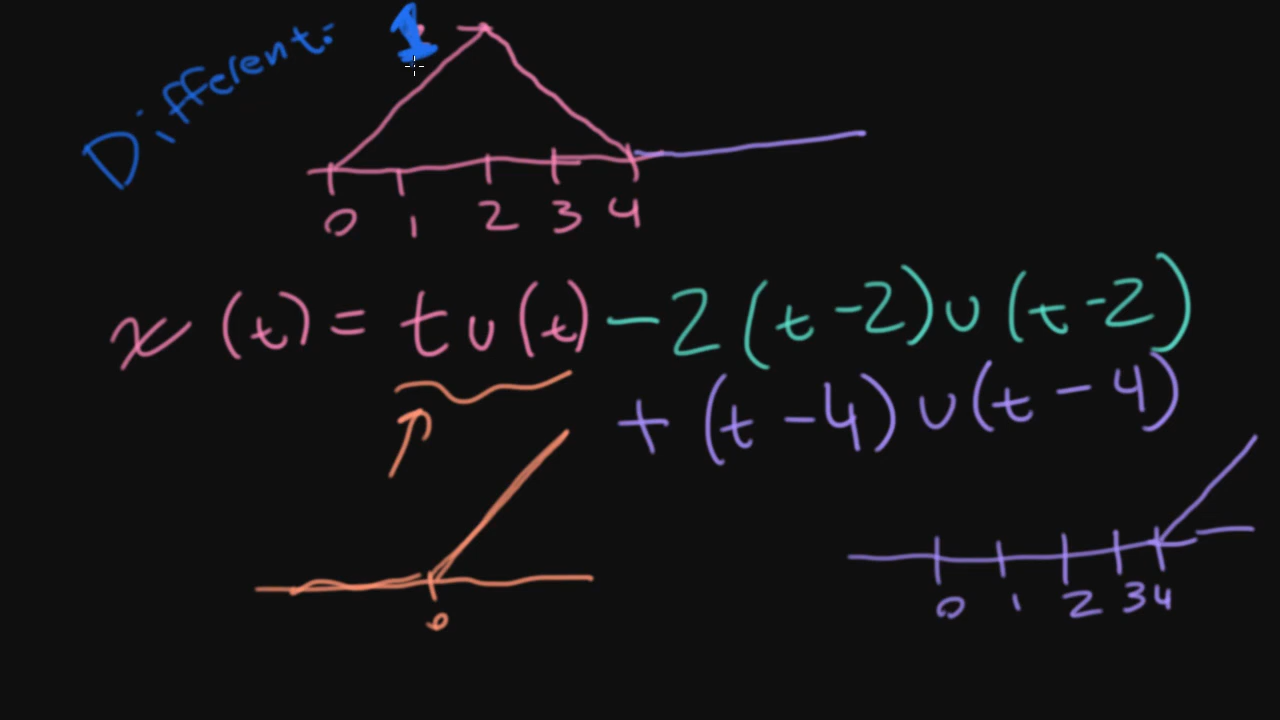 Different: 1
0 1 2 3 4
x(t) = t u(t) - 2(t-2) u(t-2)
+ (t-4) u(t-4)
0
0 1 2 3 4